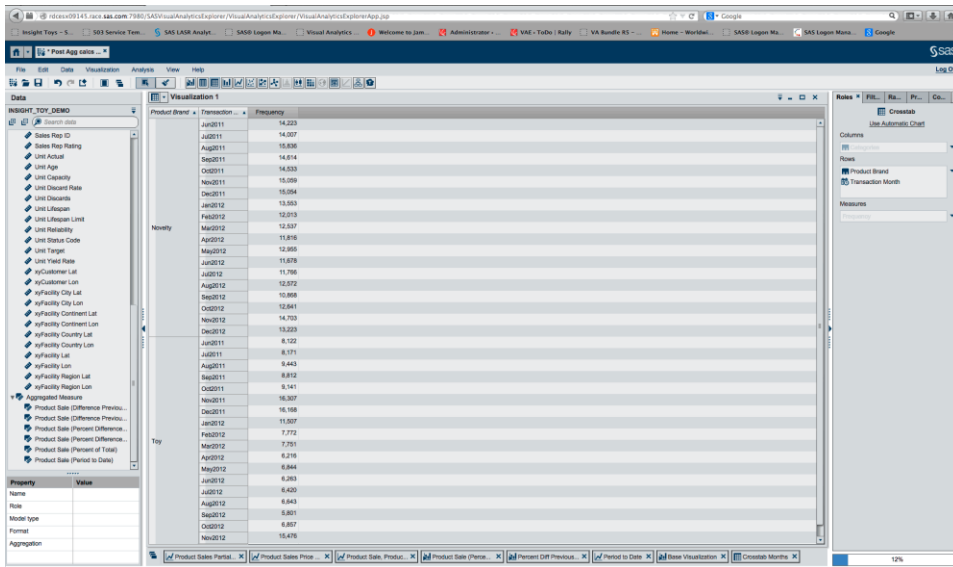 rdcesx09145.race.sas.com:7980/SASVisualAnalyticsExplorer/VisualAnalyticsExplorerApp.jsp
Google
Insight Toys – S... 503 Service Tem... SAS LASR Analyt... SAS® Logon Ma... Visual Analytics ... Welcome to Jam... Administrator – ... VAE – ToDo | Rally VA Bundle RS – ... Home – Worldwi... SAS® Logon Ma... SAS Logon Mana... Google
* Post Agg calcs ...
File Edit Data Visualization Analysis View Help
Log O
Data
INSIGHT_TOY_DEMO
Search data
Sales Rep ID
Sales Rep Rating
Unit Actual
Unit Age
Unit Capacity
Unit Discard Rate
Unit Discards
Unit Lifespan
Unit Lifespan Limit
Unit Reliability
Unit Status Code
Unit Target
Unit Yield Rate
xyCustomer Lat
xyCustomer Lon
xyFacility City Lat
xyFacility City Lon
xyFacility Continent Lat
xyFacility Continent Lon
xyFacility Country Lat
xyFacility Country Lon
xyFacility Lat
xyFacility Lon
xyFacility Region Lat
xyFacility Region Lon
Aggregated Measure
Product Sale (Difference Previou...
Product Sale (Difference Previou...
Product Sale (Percent Difference...
Product Sale (Percent Difference...
Product Sale (Percent of Total)
Product Sale (Period to Date)
Property Value
Name
Role
Model type
Format
Aggregation
Visualization 1
Product Brand Transaction ... Frequency
Novelty
Jun2011 14,223
Jul2011 14,007
Aug2011 15,836
Sep2011 14,614
Oct2011 14,533
Nov2011 15,059
Dec2011 15,054
Jan2012 13,553
Feb2012 12,013
Mar2012 12,537
Apr2012 11,816
May2012 12,955
Jun2012 11,678
Jul2012 11,766
Aug2012 12,572
Sep2012 10,868
Oct2012 12,641
Nov2012 14,703
Dec2012 13,223
Toy
Jun2011 8,122
Jul2011 8,171
Aug2011 9,443
Sep2011 8,812
Oct2011 9,141
Nov2011 16,307
Dec2011 16,168
Jan2012 11,507
Feb2012 7,772
Mar2012 7,751
Apr2012 6,216
May2012 6,844
Jun2012 6,263
Jul2012 6,420
Aug2012 6,643
Sep2012 5,801
Oct2012 6,857
Nov2012 15,476
Product Sales Partial... Product Sales Price ... Product Sale, Produc... Product Sale (Perce... Percent Diff Previous... Period to Date Base Visualization Crosstab Months
Roles Filt... Ra... Pr... Co...
Crosstab
Use Automatic Chart
Columns
Categories
Rows
Product Brand
Transaction Month
Measures
12%